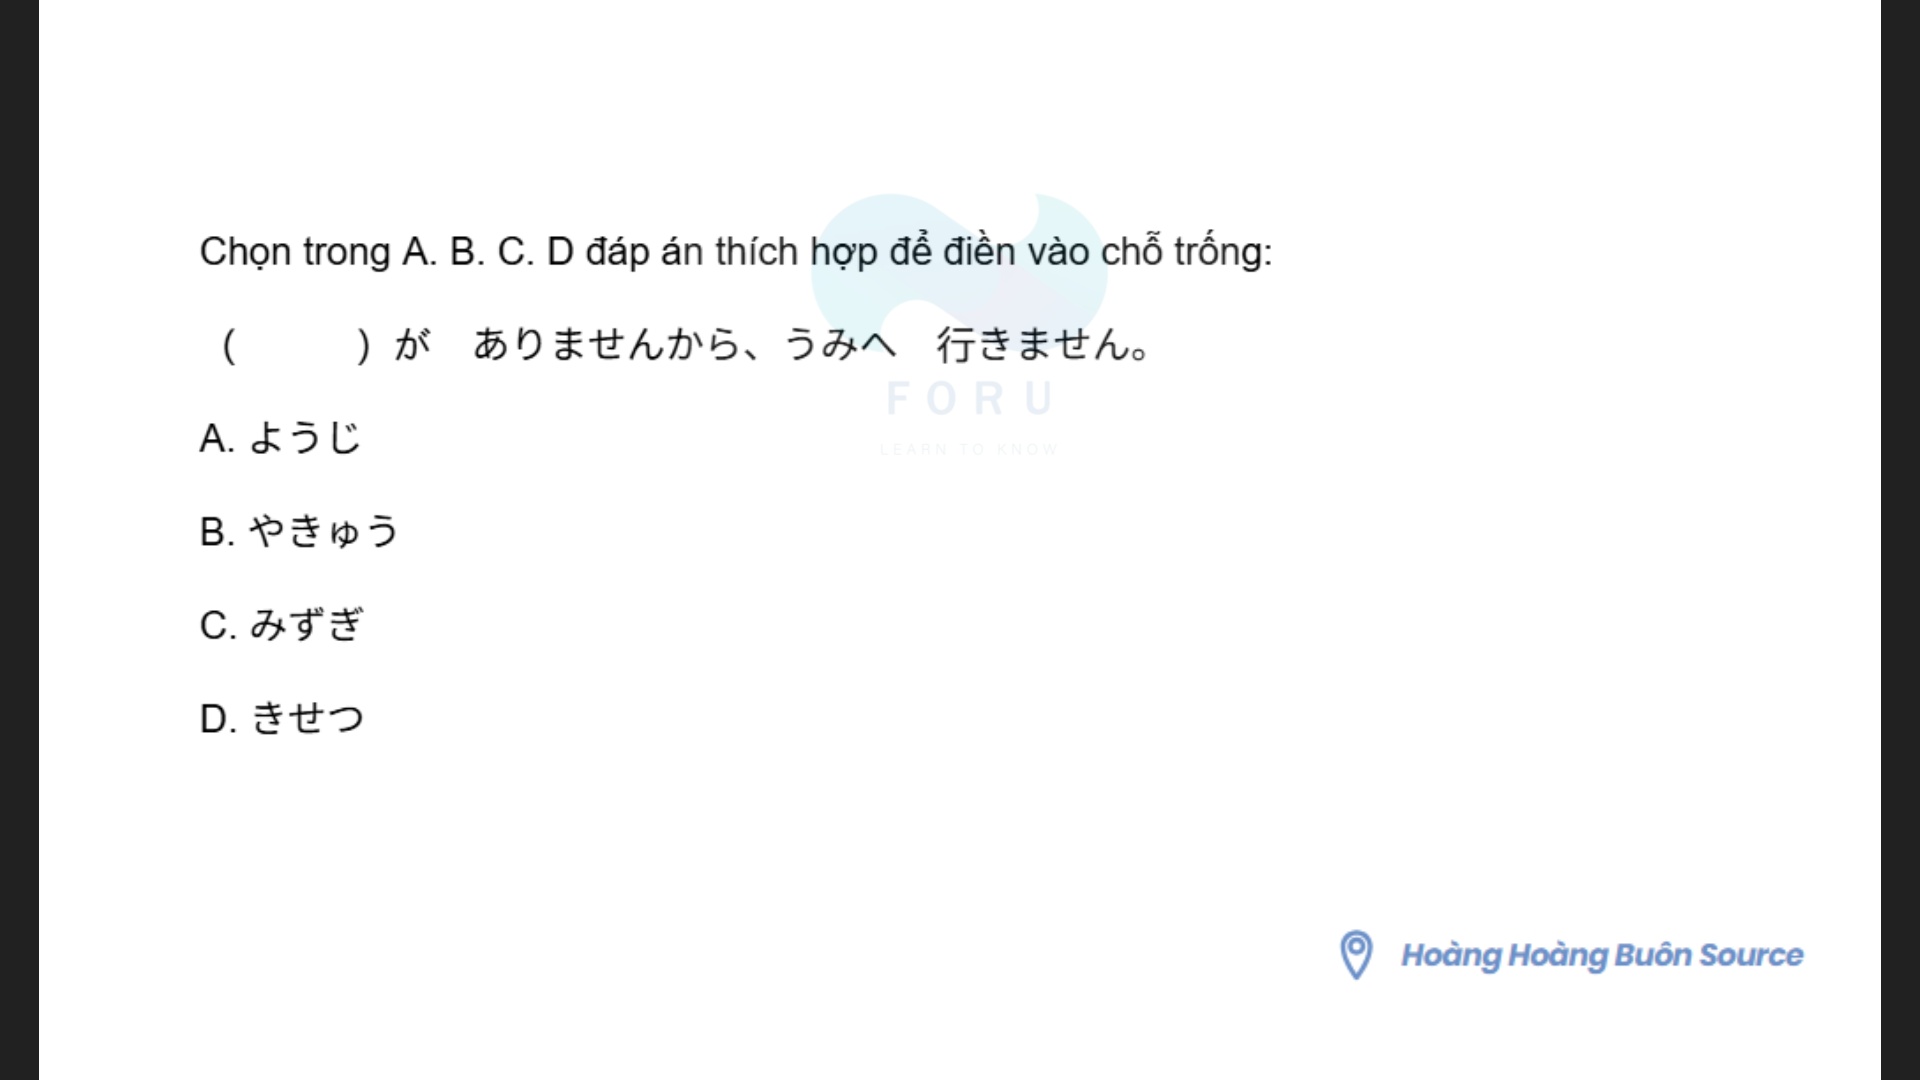 Chọn trong A. B. C. D đáp án thích hợp để điền vào chỗ trống:
(　　　) が　ありませんから、うみへ　行きません。
FORU
LEARN TO KNOW
A. ようじ
B. やきゅう
C. みずぎ
D. きせつ
Hoàng Hoàng Buôn Source